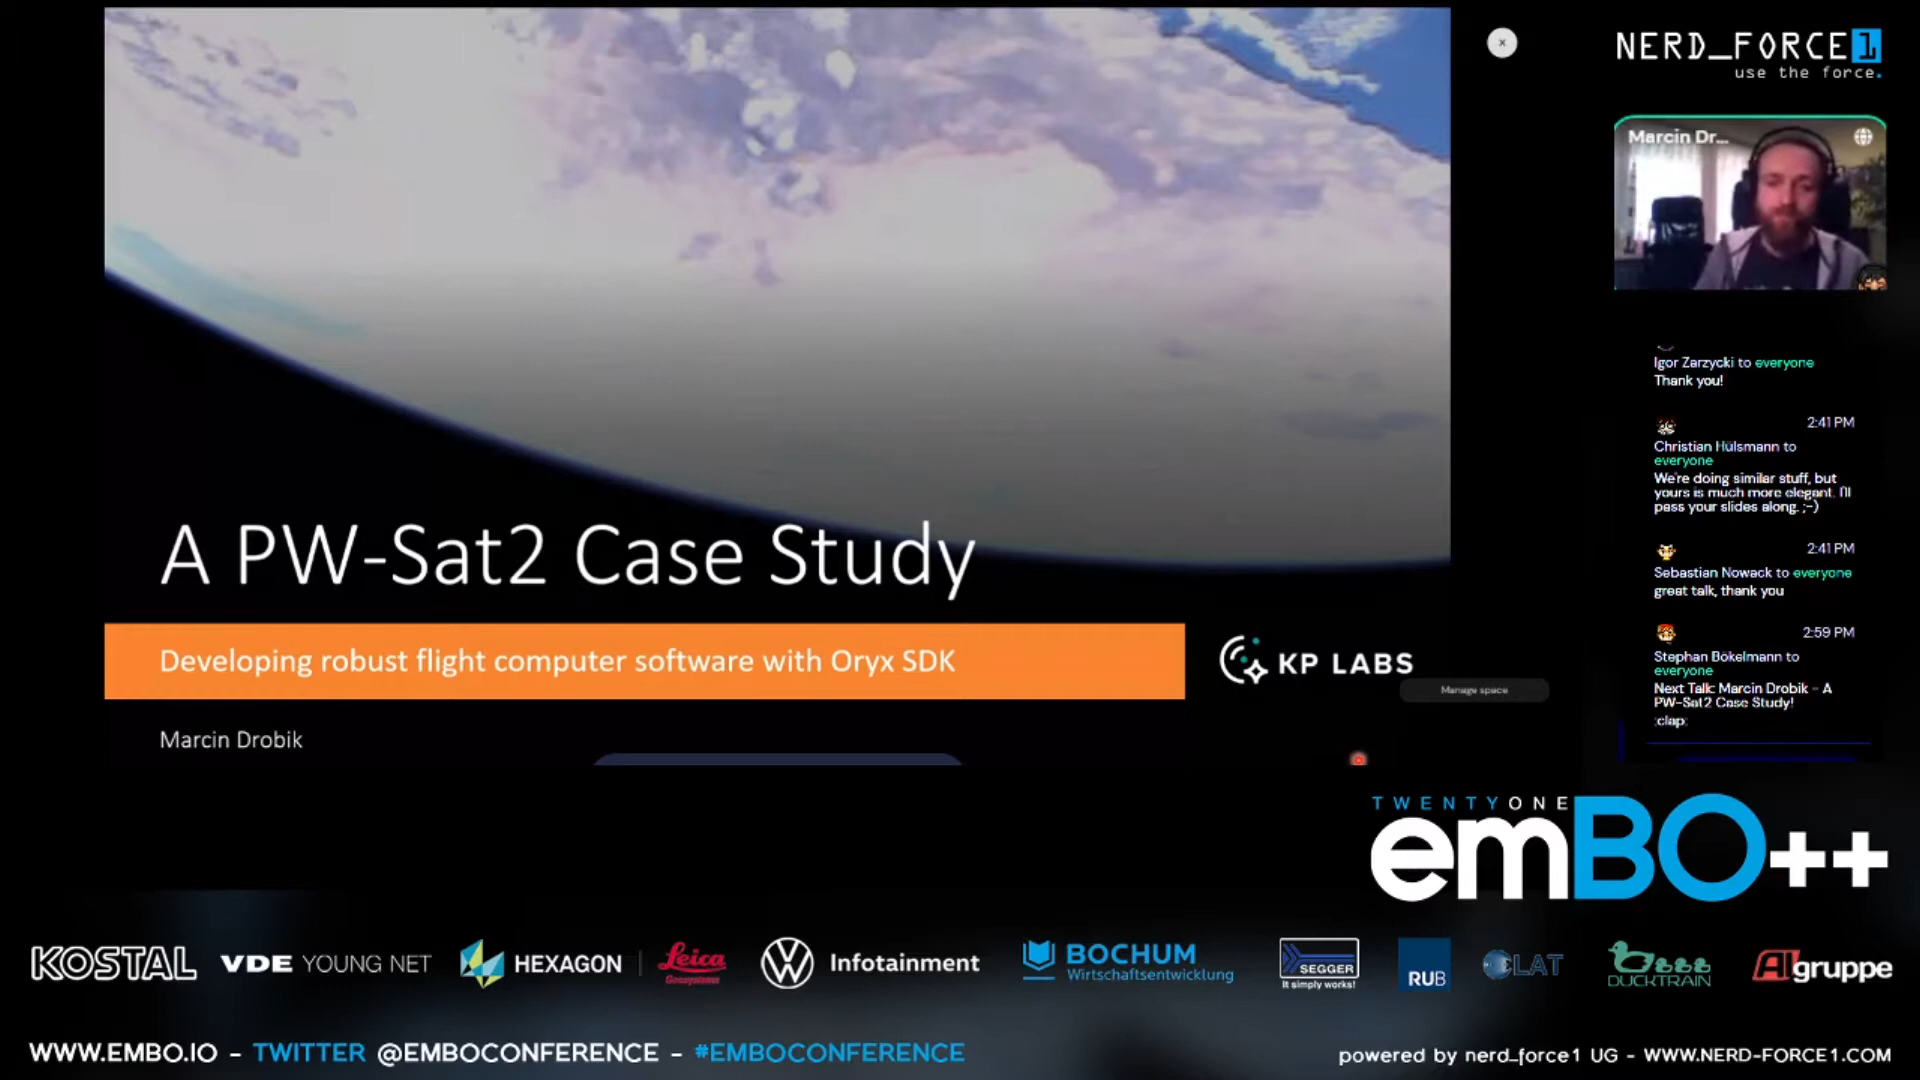 NERD_FORCE1
use the force.
Marcin Dr...
Igor Zarzycki to everyone
Thank you!
2:41 PM
Christian Hülsmann to
everyone
We're doing similar stuff, but
yours is much more elegant. I'll
pass your slides along. ;-)
2:41 PM
Sebastian Nowack to everyone
great talk, thank you
2:59 PM
Stephan Bökelmann to
everyone
Next Talk: Marcin Drobik - A
PW-Sat2 Case Study!
:clap:
A PW-Sat2 Case Study
Developing robust flight computer software with Oryx SDK
KP LABS
Manage space
Marcin Drobik
TWENTYONE
emBO++
KOSTAL
VDE YOUNG NET
HEXAGON
Leica
Geosystems
Infotainment
BOCHUM
Wirtschaftsentwicklung
SEGGER
It simply works!
RUB
LAT
DUCKTRAIN
AIgruppe
WWW.EMBO.IO - TWITTER @EMBOCONFERENCE - #EMBOCONFERENCE
powered by nerd_force1 UG - WWW.NERD-FORCE1.COM